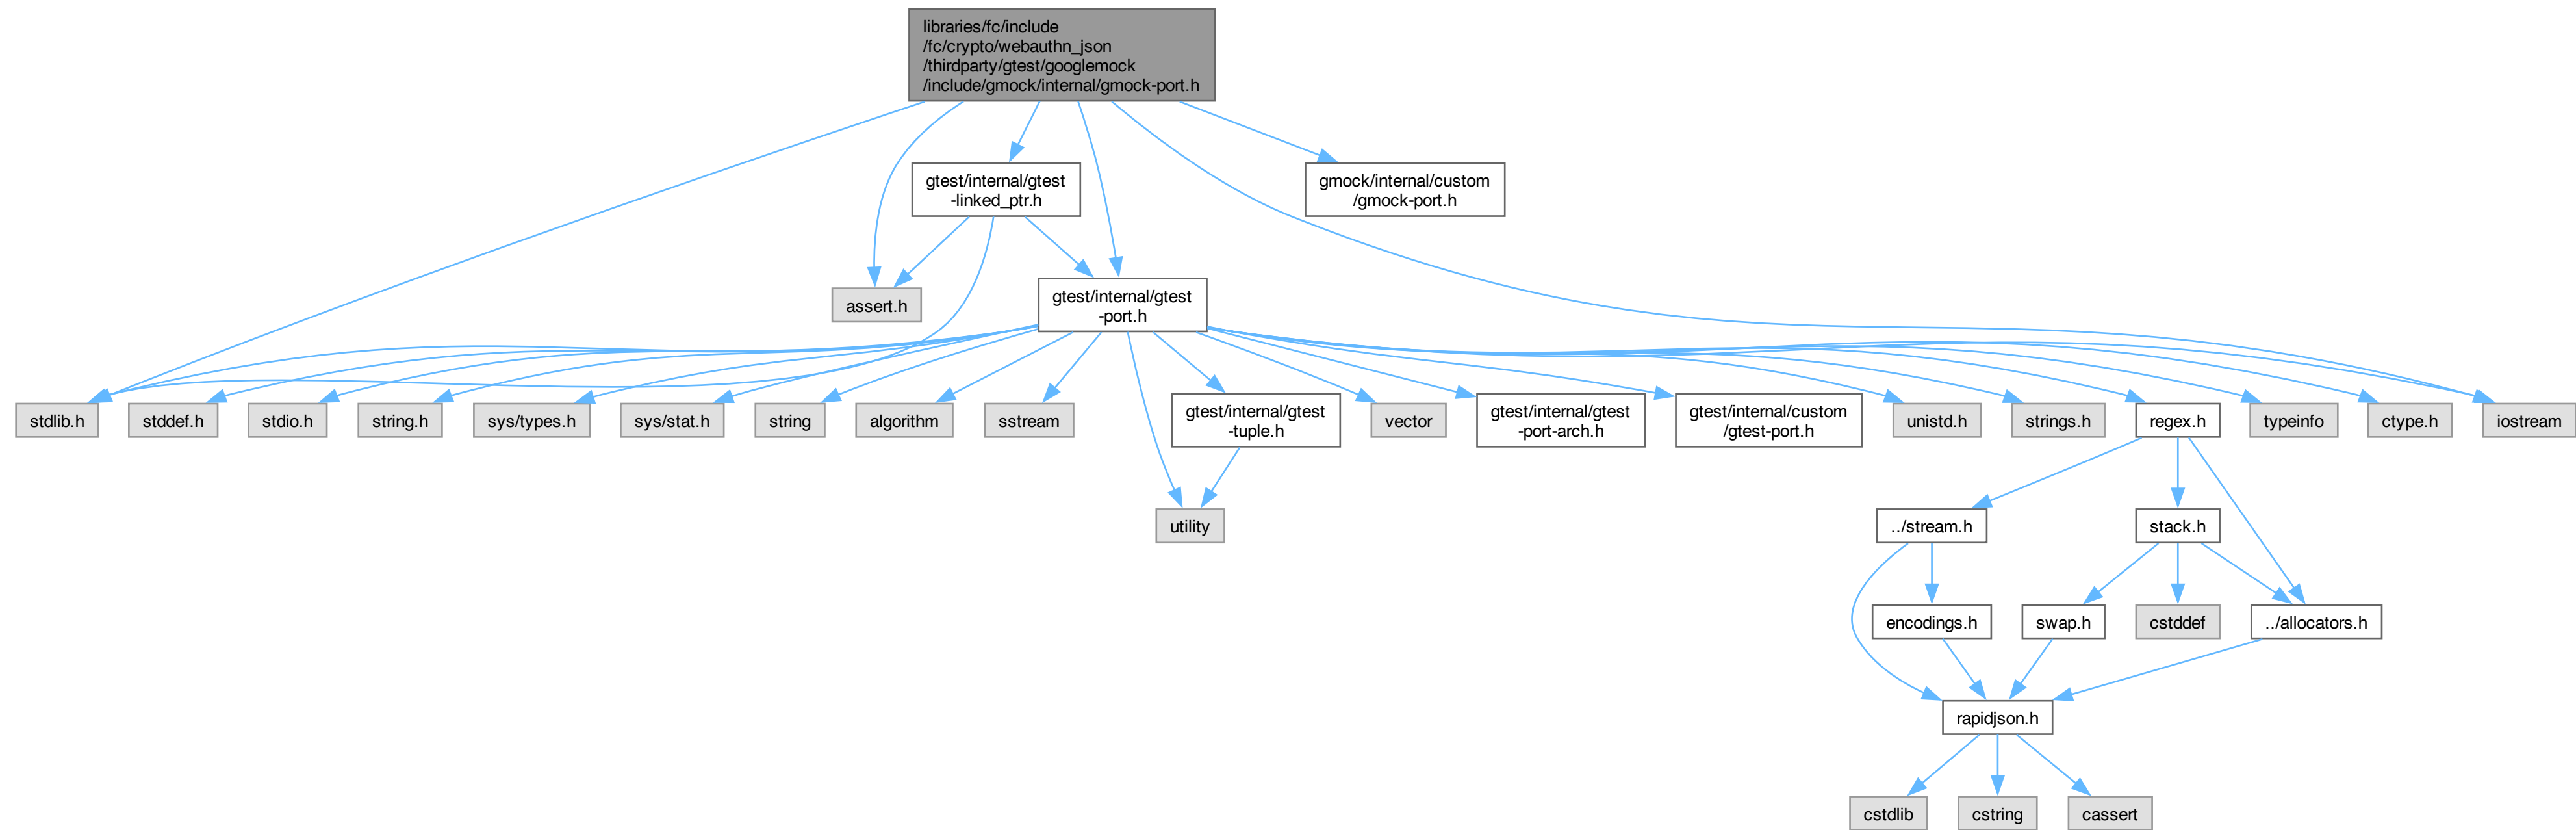 libraries/fc/include
/fc/crypto/webauthn_json
/thirdparty/gtest/googlemock
/include/gmock/internal/gmock-port.h
gtest/internal/gtest
-linked_ptr.h
gmock/internal/custom
/gmock-port.h
assert.h
gtest/internal/gtest
-port.h
stdlib.h
stddef.h
stdio.h
string.h
sys/types.h
sys/stat.h
string
algorithm
sstream
gtest/internal/gtest
-tuple.h
vector
gtest/internal/gtest
-port-arch.h
gtest/internal/custom
/gtest-port.h
unistd.h
strings.h
regex.h
typeinfo
ctype.h
iostream
utility
../stream.h
stack.h
encodings.h
swap.h
cstddef
../allocators.h
rapidjson.h
cstdlib
cstring
cassert